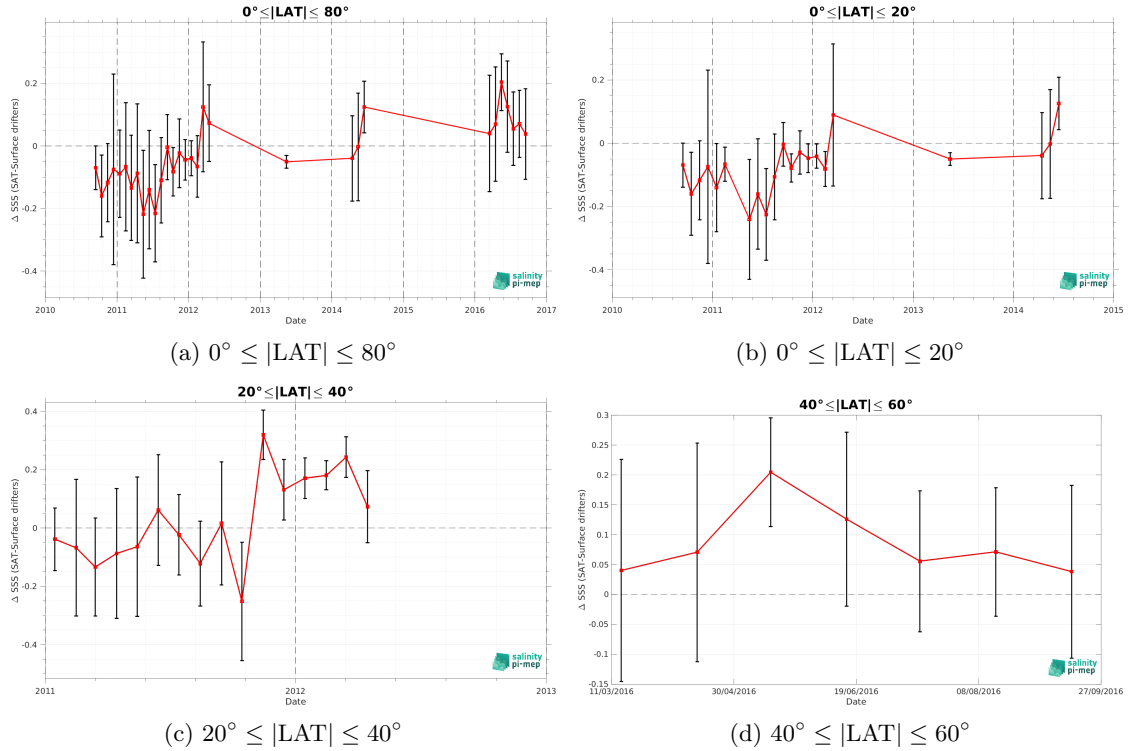 0°≤|LAT|≤ 80°
Δ SSS (SAT-Surface drifters)
0.2
0
-0.2
-0.4
2010
2011
2012
2013
2014
2015
2016
2017
Date
salinity
pi-mep
(a) 0° ≤ |LAT| ≤ 80°
0°≤|LAT|≤ 20°
Δ SSS (SAT-Surface drifters)
0.2
0
-0.2
-0.4
2010
2011
2012
2013
2014
2015
Date
salinity
pi-mep
(b) 0° ≤ |LAT| ≤ 20°
20°≤|LAT|≤ 40°
Δ SSS (SAT-Surface drifters)
0.4
0.2
0
-0.2
-0.4
2011
2012
2013
Date
salinity
pi-mep
(c) 20° ≤ |LAT| ≤ 40°
40°≤|LAT|≤ 60°
Δ SSS (SAT-Surface drifters)
0.3
0.25
0.2
0.15
0.1
0.05
0
-0.05
-0.1
-0.15
11/03/2016
30/04/2016
19/06/2016
08/08/2016
27/09/2016
Date
salinity
pi-mep
(d) 40° ≤ |LAT| ≤ 60°